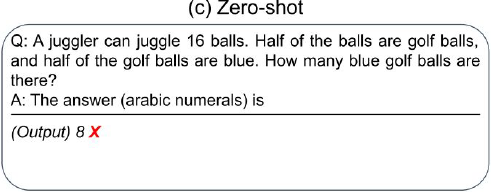 (c) Zero-shot
Q: A juggler can juggle 16 balls. Half of the balls are golf balls,
and half of the golf balls are blue. How many blue golf balls are
there?
A: The answer (arabic numerals) is
(Output) 8 X